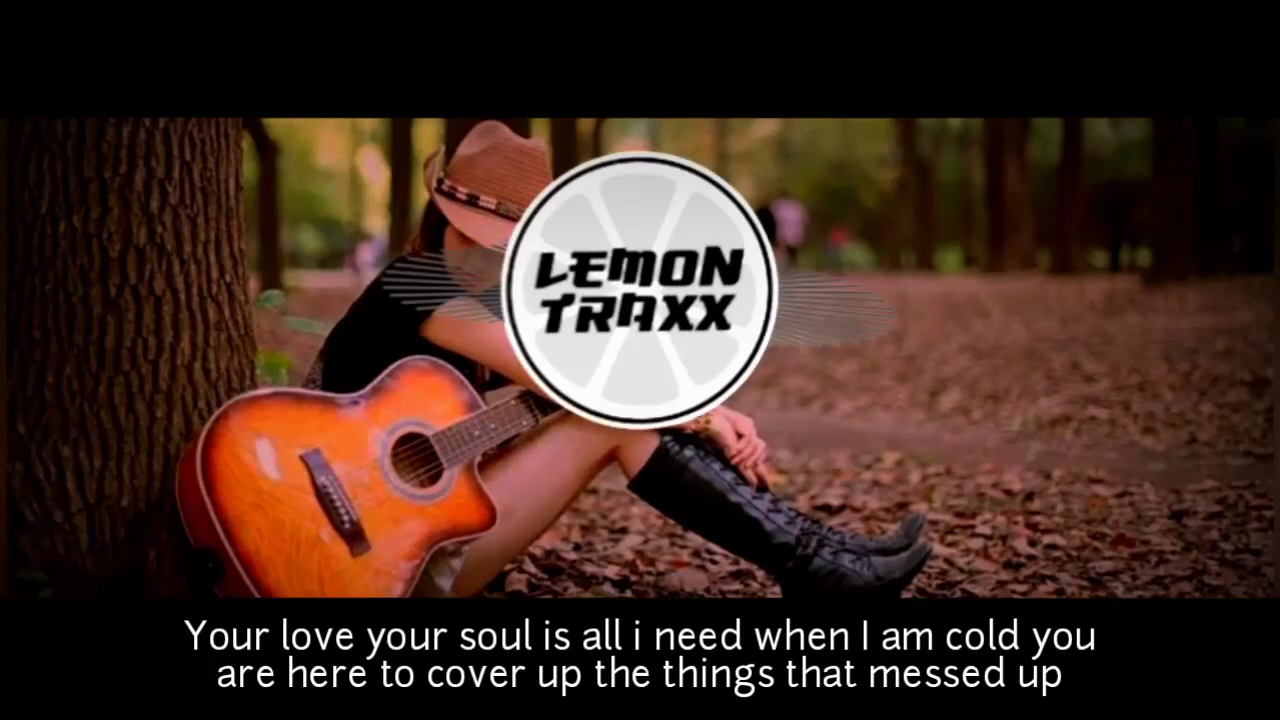 LEMON
TRAXX
Your love your soul is all i need when I am cold you
are here to cover up the things that messed up